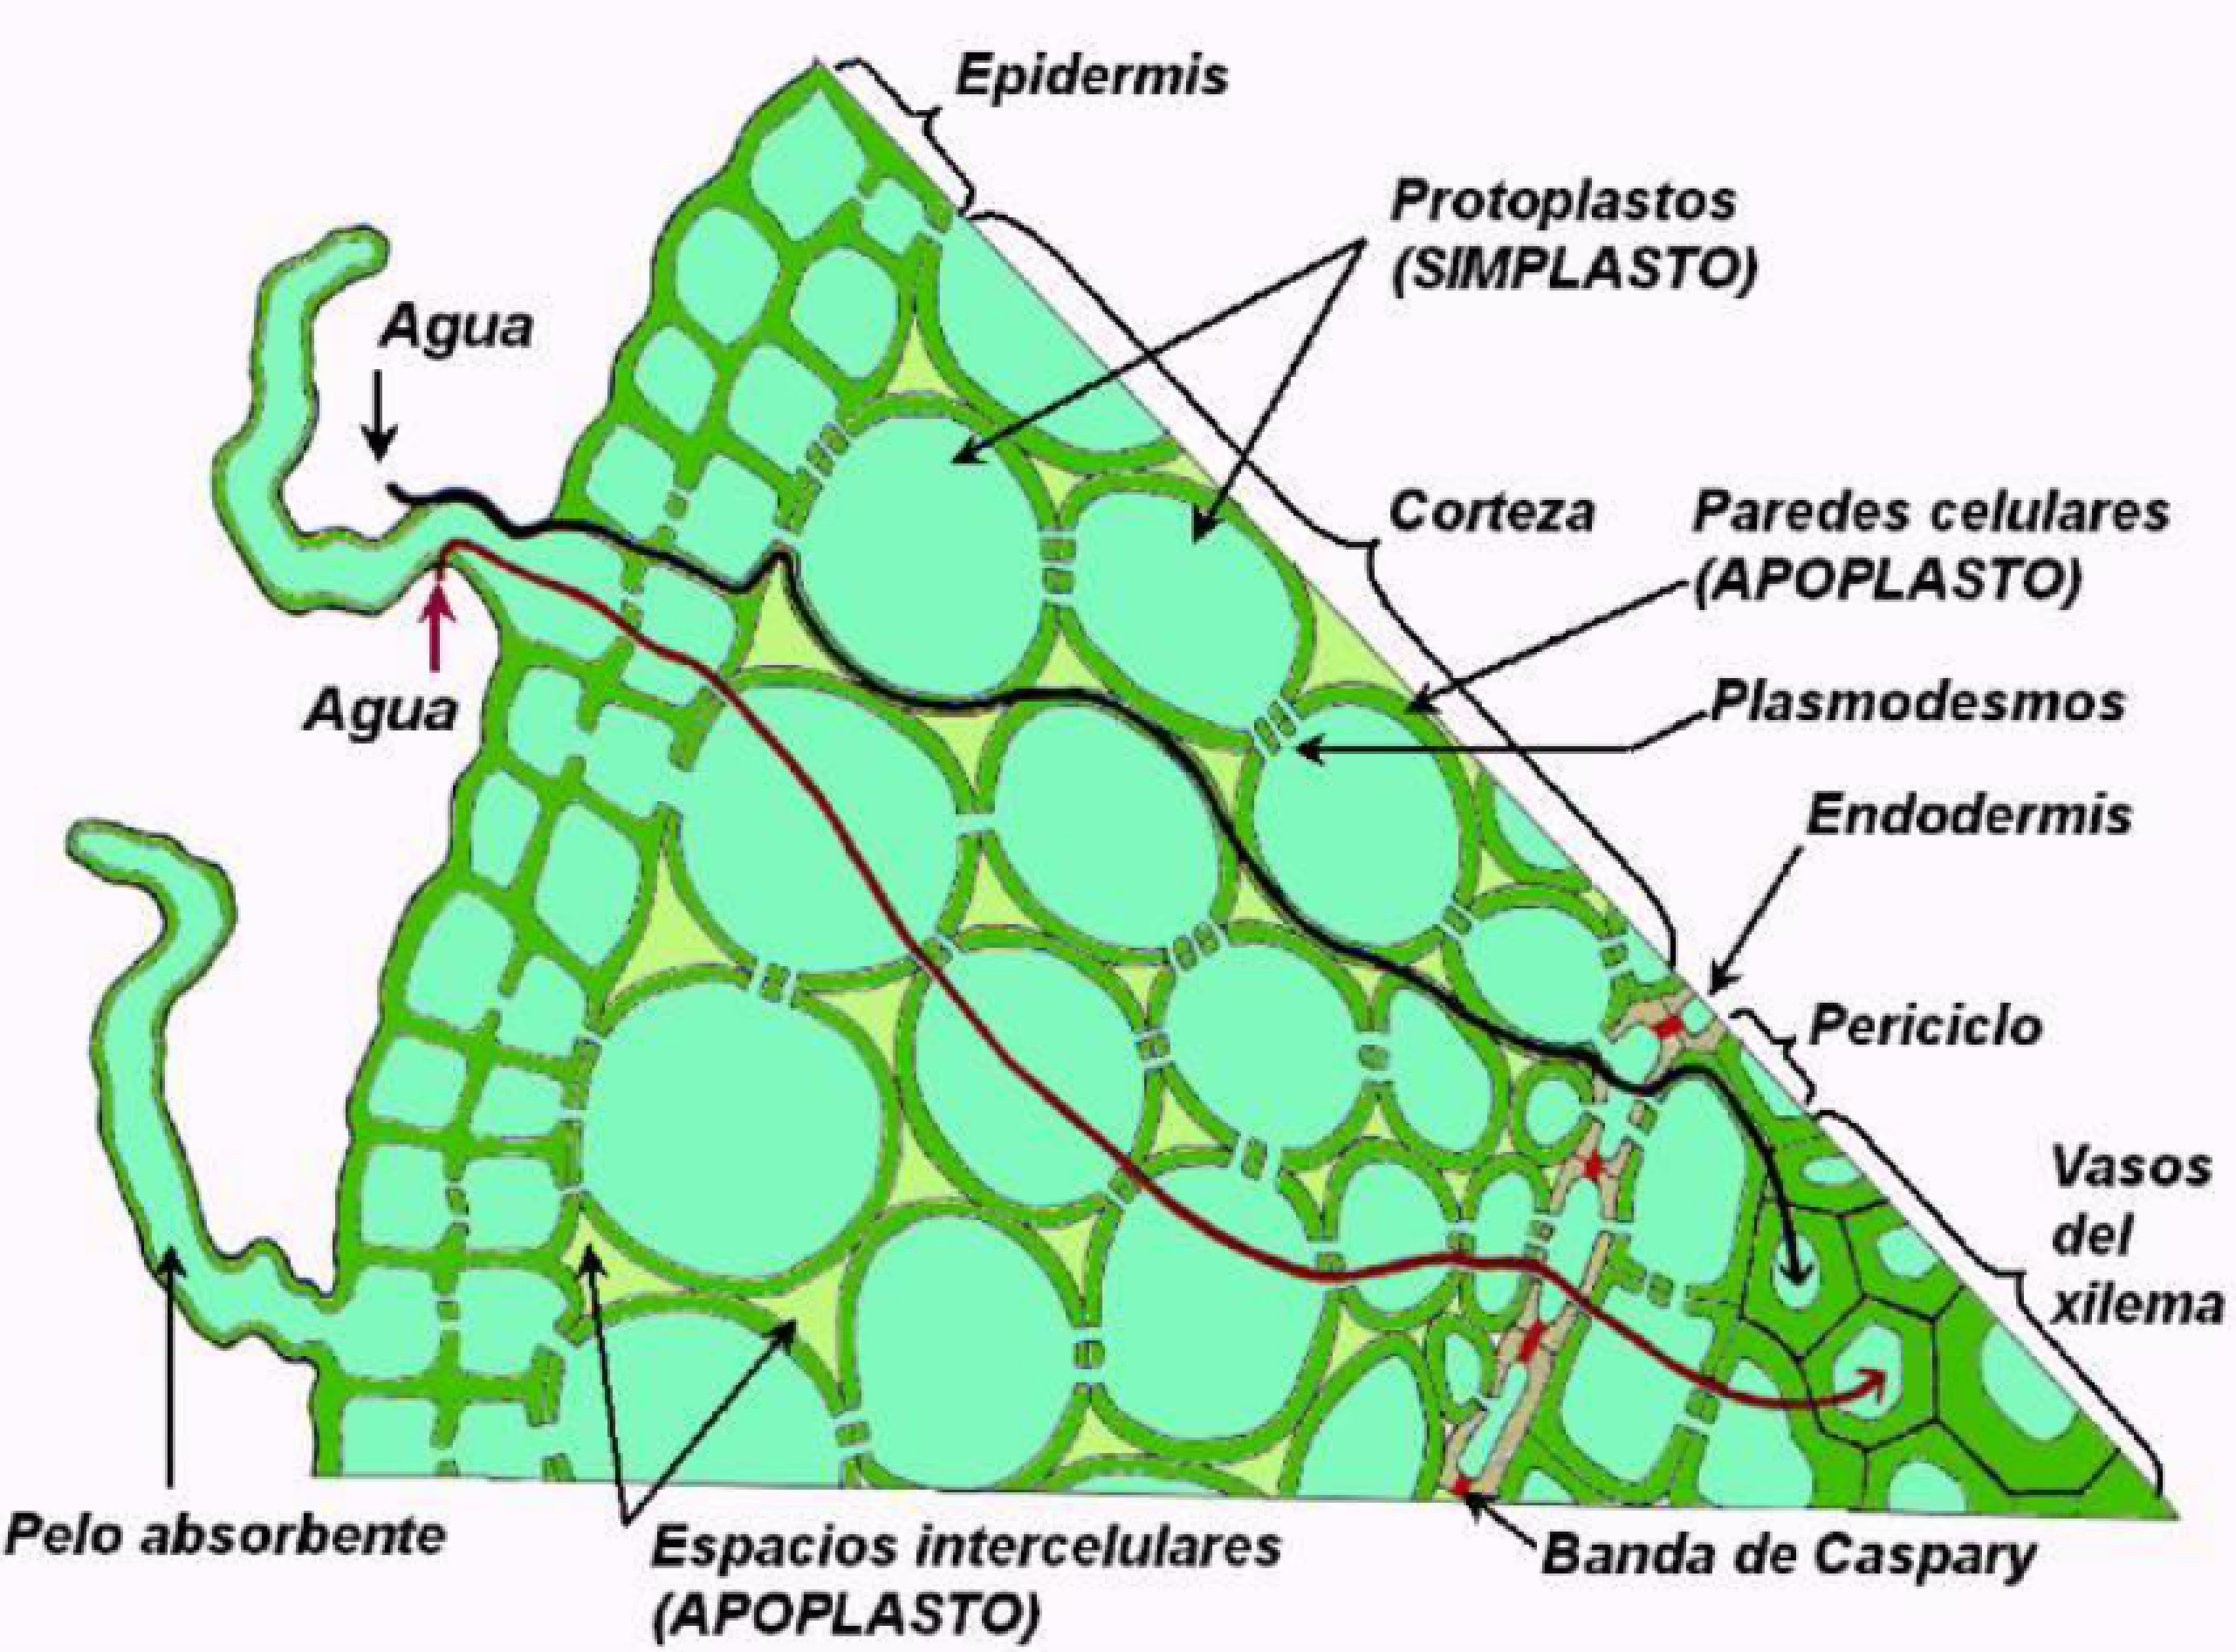 Epidermis
Protoplastos
(SIMPLASTO)
Agua
Corteza
Paredes celulares
(APOPLASTO)
Plasmodesmos
Agua
Endodermis
Periciclo
Vasos
del
xilema
Pelo absorbente
Espacios intercelulares
(APOPLASTO)
Banda de Caspary